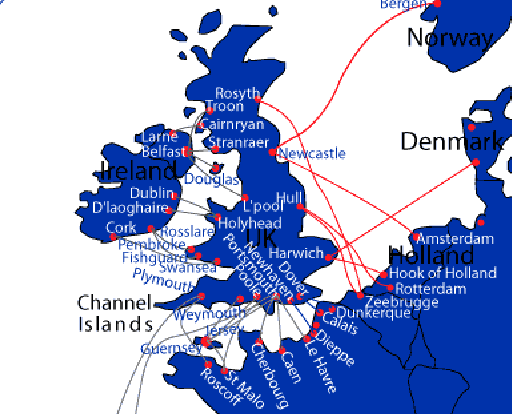 Bergen
Norway
Rosyth
Troon
Cairnryan
Larne
Stranraer
Belfast
Newcastle
Denmark
Ireland
Douglas
Dublin
L'pool
Hull
D'laoghaire
Holyhead
Cork
Rosslare
UK
Amsterdam
Pembroke
Fishguard
Harwich
Holland
Swansea
Hook of Holland
Plymouth
Portsmouth
Newhaven
Dover
Poole
Rotterdam
Zeebrugge
Channel
Islands
Weymouth
Dunkerque
Calais
Jersey
Dieppe
Guernsey
Le Havre
Cherbourg
Caen
St Malo
Roscoff